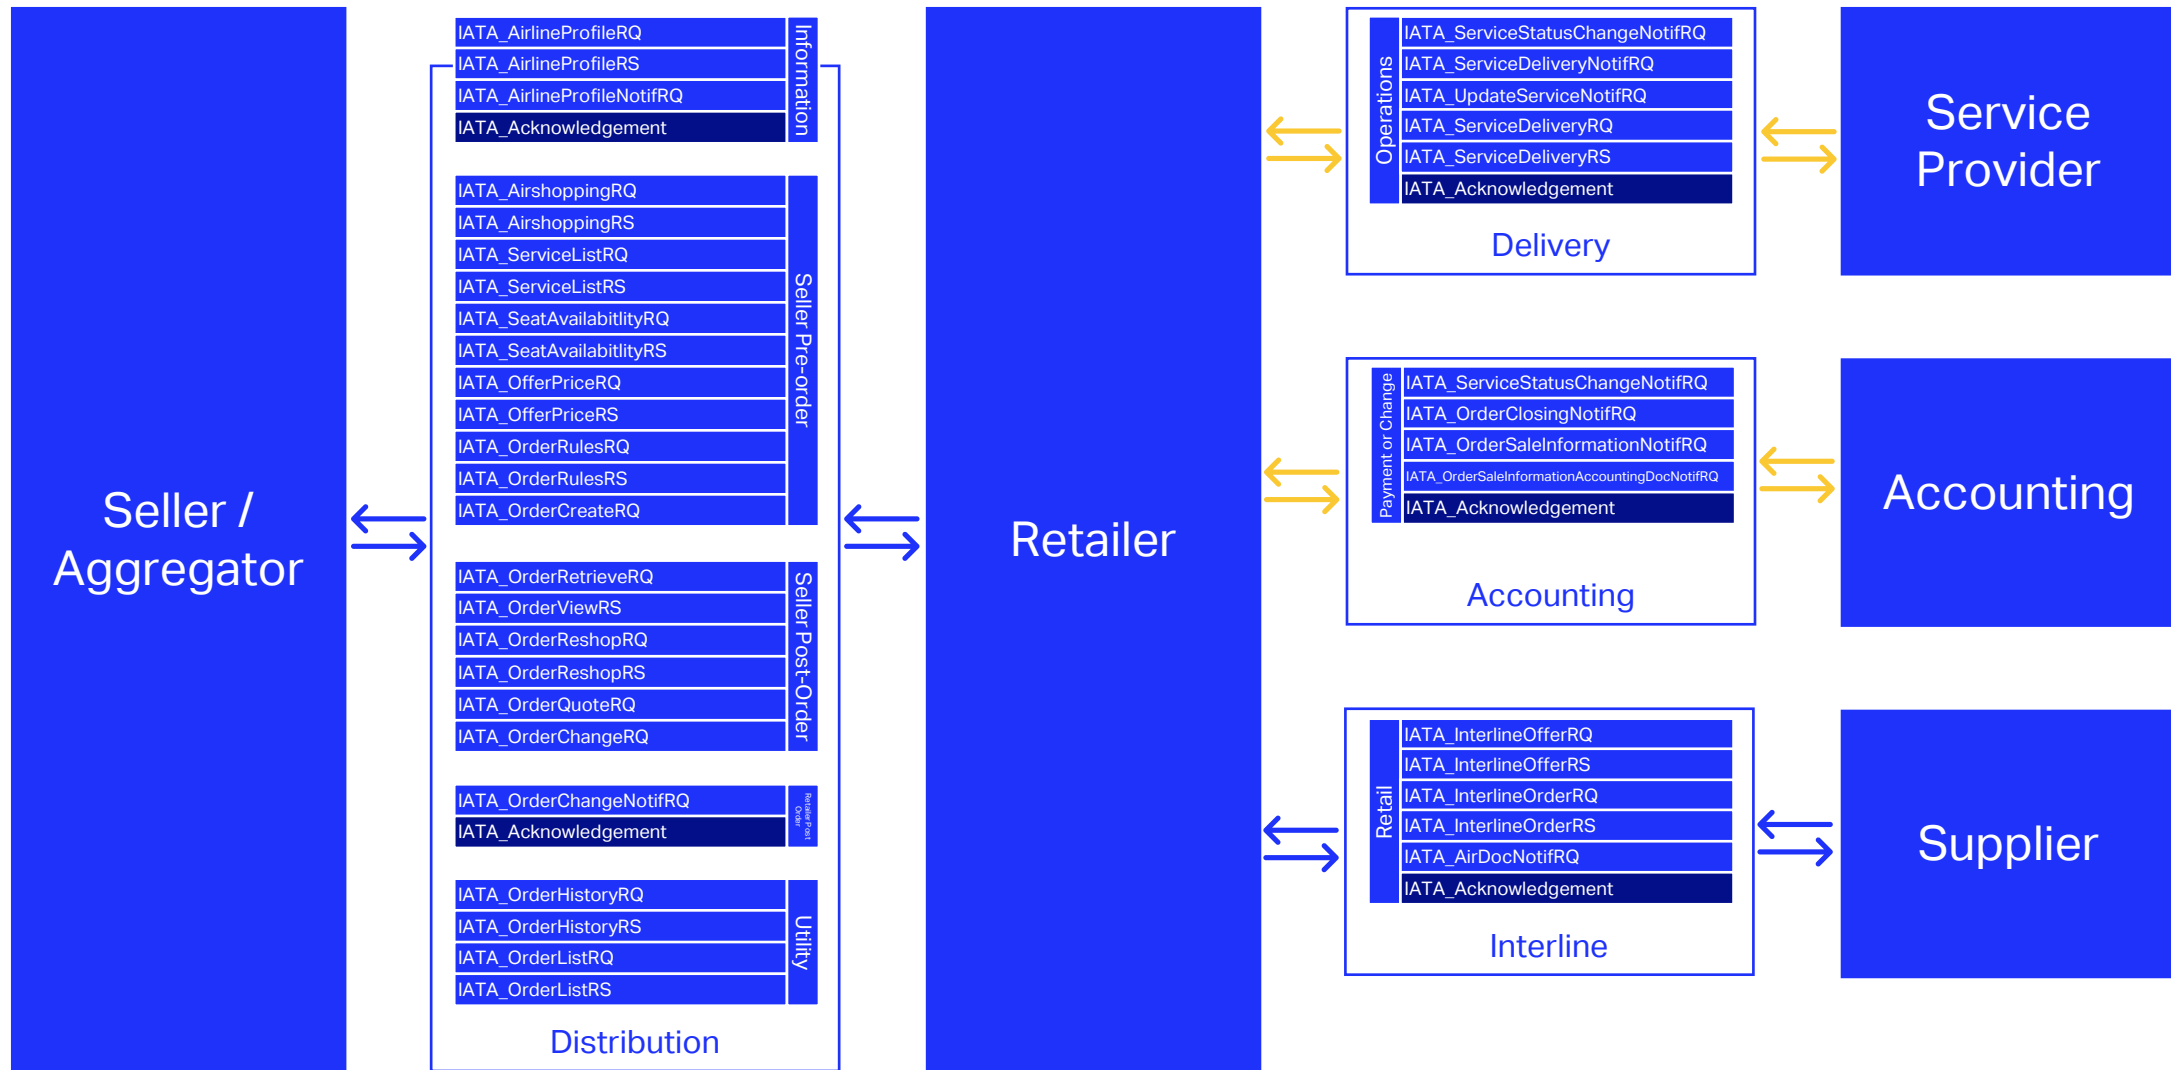 Seller /
Aggregator
IATA_AirlineProfileRQ
IATA_AirlineProfileRS
IATA_AirlineProfileNotifRQ
IATA_Acknowledgement
Information
IATA_AirshoppingRQ
IATA_AirshoppingRS
IATA_ServiceListRQ
IATA_ServiceListRS
IATA_SeatAvailabitlityRQ
IATA_SeatAvailabitlityRS
IATA_OfferPriceRQ
IATA_OfferPriceRS
IATA_OrderRulesRQ
IATA_OrderRulesRS
IATA_OrderCreateRQ
Seller Pre-order
IATA_OrderRetrieveRQ
IATA_OrderViewRS
IATA_OrderReshopRQ
IATA_OrderReshopRS
IATA_OrderQuoteRQ
IATA_OrderChangeRQ
Seller Post-Order
IATA_OrderChangeNotifRQ
IATA_Acknowledgement
Retailer Post
Order
IATA_OrderHistoryRQ
IATA_OrderHistoryRS
IATA_OrderListRQ
IATA_OrderListRS
Utility
Distribution
Retailer
Operations
IATA_ServiceStatusChangeNotifRQ
IATA_ServiceDeliveryNotifRQ
IATA_UpdateServiceNotifRQ
IATA_ServiceDeliveryRQ
IATA_ServiceDeliveryRS
IATA_Acknowledgement
Delivery
Service
Provider
Payment or Change
IATA_ServiceStatusChangeNotifRQ
IATA_OrderClosingNotifRQ
IATA_OrderSaleInformationNotifRQ
IATA_OrderSaleInformationAccountingDocNotifRQ
IATA_Acknowledgement
Accounting
Accounting
Retail
IATA_InterlineOfferRQ
IATA_InterlineOfferRS
IATA_InterlineOrderRQ
IATA_InterlineOrderRS
IATA_AirDocNotifRQ
IATA_Acknowledgement
Interline
Supplier